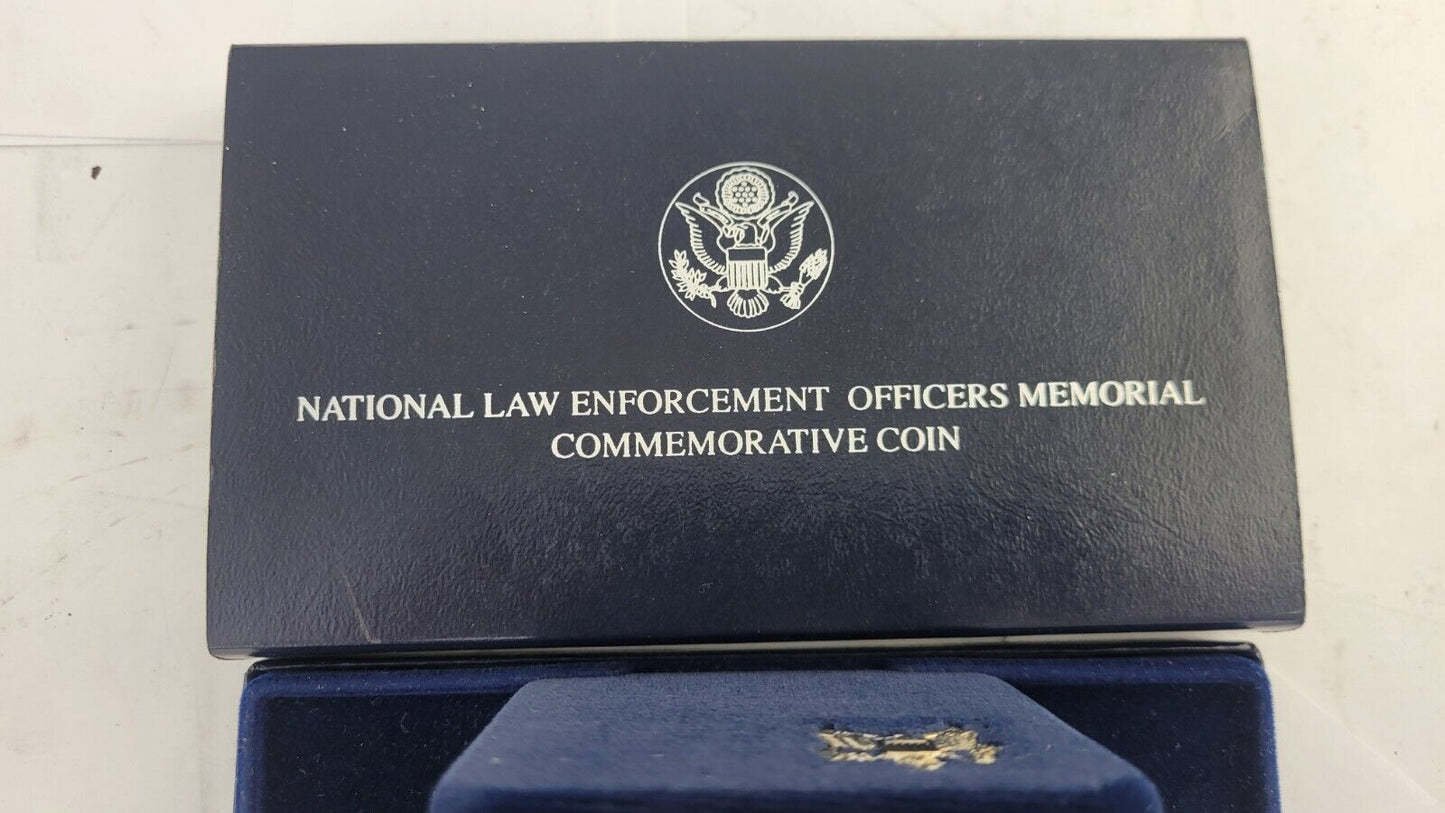 NATIONAL LAW ENFORCEMENT OFFICERS MEMORIAL
COMMEMORATIVE COIN